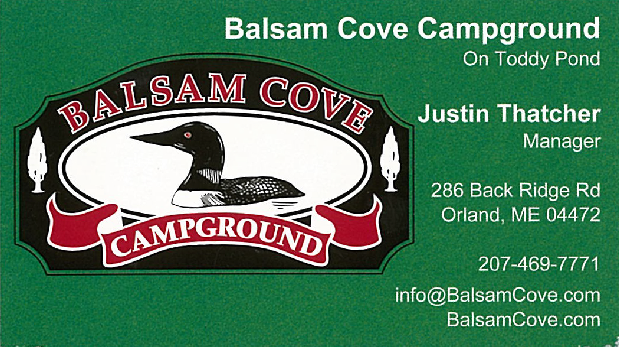 Balsam Cove Campground
On Toddy Pond
BALSAM COVE
CAMPGROUND
Justin Thatcher
Manager
286 Back Ridge Rd
Orland, ME 04472
207-469-7771
info@BalsamCove.com
BalsamCove.com